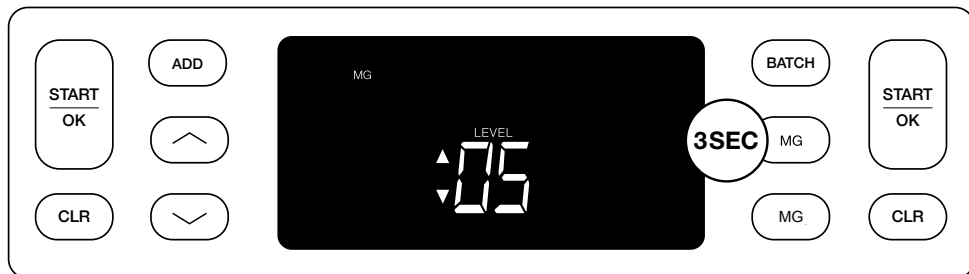 START
OK
CLR
ADD
MG
LEVEL
05
3SEC
BATCH
MG
MG
START
OK
CLR